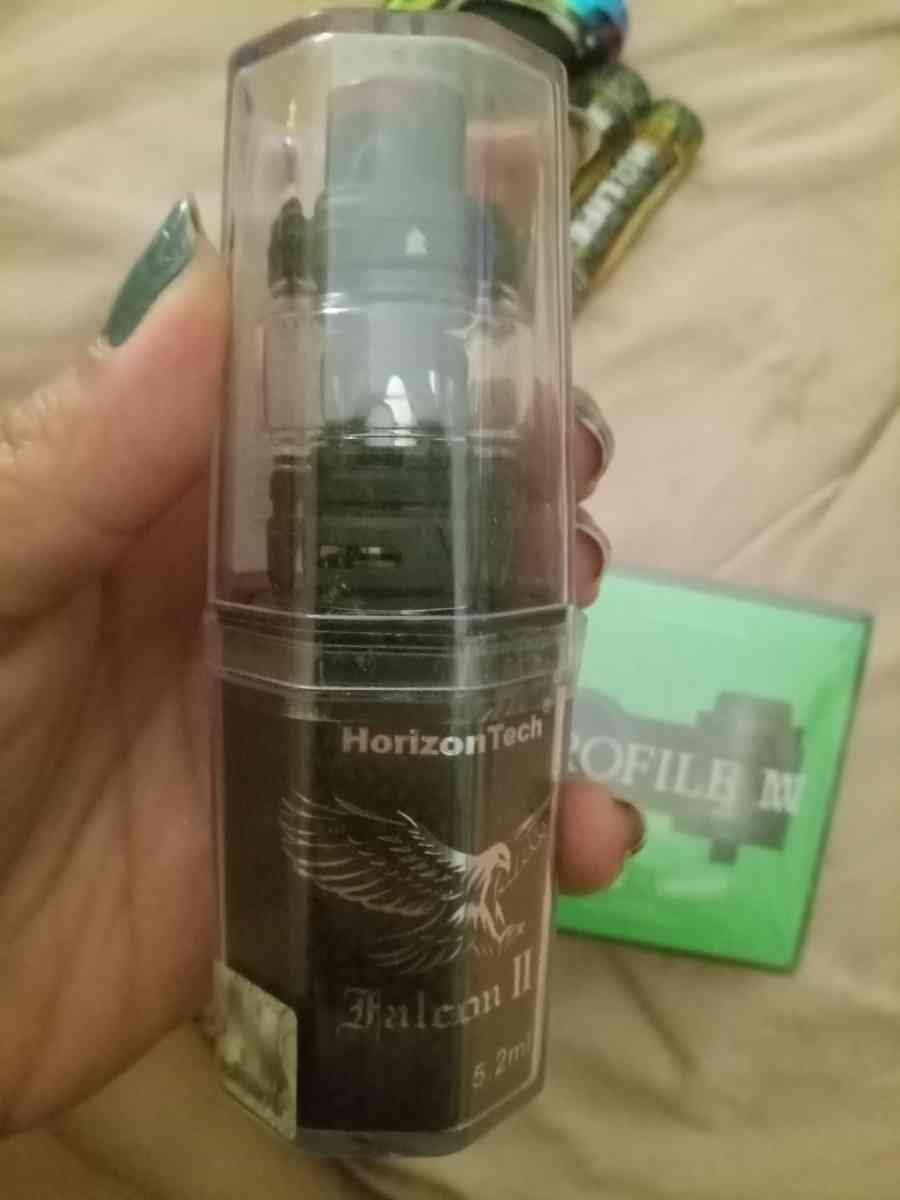 HorizonTech
Falcon II
5.2ml
ROFILE